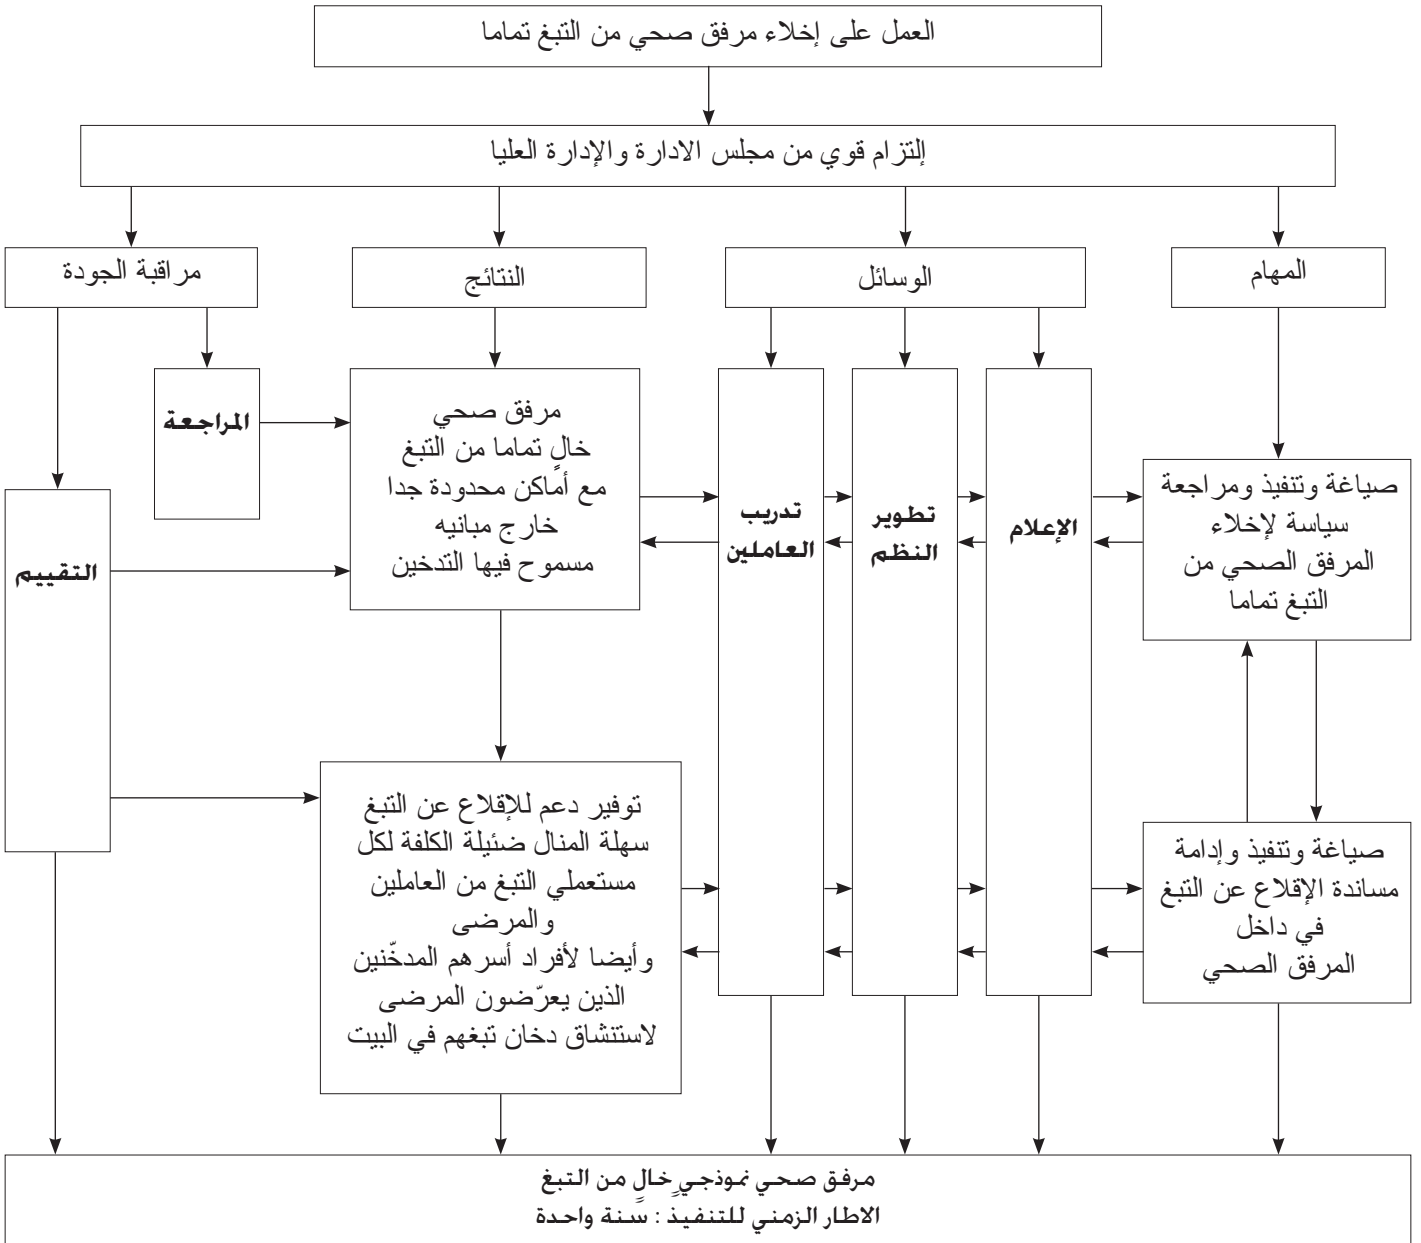 العمل على إخلاء مرفق صحي من التبغ تماما
إلتزام قوي من مجلس الادارة والإدارة العليا
المهام
الوسائل
النتائج
مراقبة الجودة
صياغة وتنفيذ ومراجعة
سياسة لإخلاء
المرفق الصحي من
التبغ تماما
الإعلام
تطوير
النظم
تدريب
العاملين
مرفق صحي
خالٍ تماما من التبغ
مع أماكن محدودة جدا
خارج مبانيه
مسموح فيها التدخين
المراجعة
التقييم
صياغة وتنفيذ وإدامة
مساندة الإقلاع عن التبغ
في داخل
المرفق الصحي
توفير دعم للإقلاع عن التبغ
سهلة المنال ضئيلة الكلفة لكل
مستعملي التبغ من العاملين
والمرضى
وأيضا لأفراد أسرهم المدخّنين
الذين يعرّضون المرضى
لاستنشاق دخان تبغهم في البيت
مرفق صحي نموذجي خالٍ من التبغ
الاطار الزمني للتنفيذ : سنة واحدة